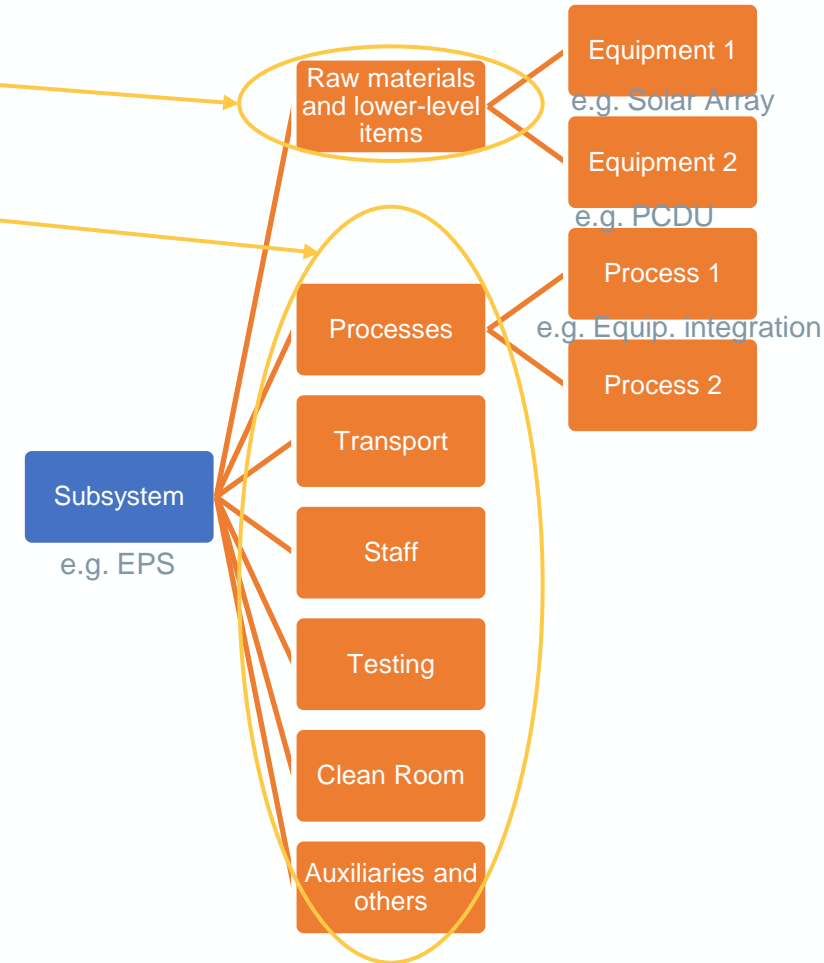 Equipment 1
Raw materials
and lower-level
items
e.g. Solar Array
Equipment 2
e.g. PCDU
Process 1
Processes
e.g. Equip. integration
Process 2
Transport
Subsystem
e.g. EPS
Staff
Testing
Clean Room
Auxiliaries and
others